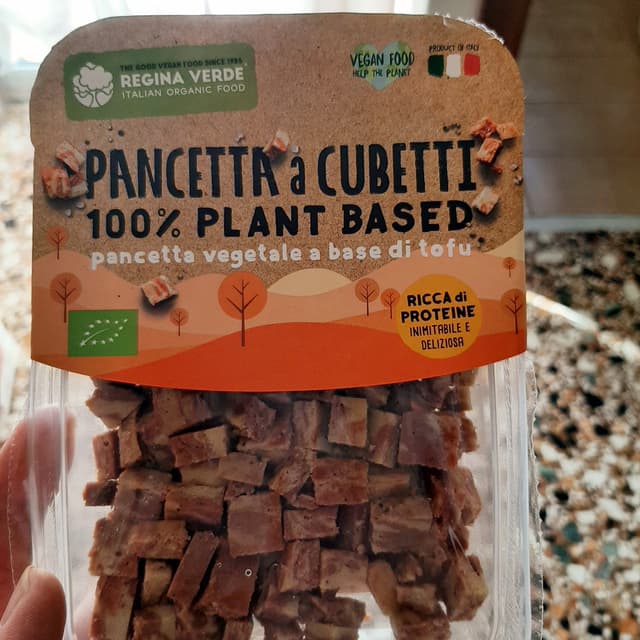 THE GOOD VEGAN FOOD SINCE 1985
REGINA VERDE
ITALIAN ORGANIC FOOD
VEGAN FOOD
HELP THE PLANET
PRODUCT OF ITALY
PANCETTA a CUBETTI
100% PLANT BASED
pancetta vegetale a base di tofu
RICCA di
PROTEINE
INIMITABILE E
DELIZIOSA